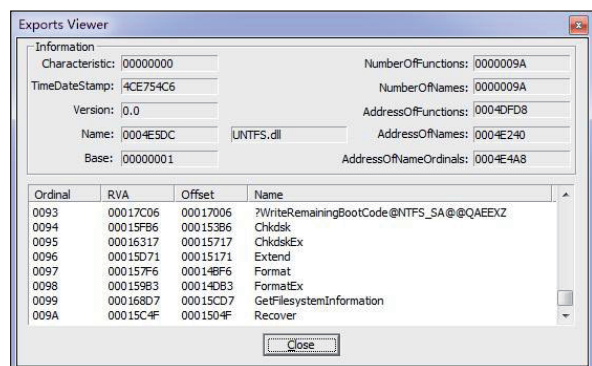 Exports Viewer
Information
Characteristic: 00000000 NumberOfFunctions: 0000009A
TimeDateStamp: 4CE754C6 NumberOfNames: 0000009A
Version: 0.0 AddressOfFunctions: 0004DFD8
Name: 0004E5DC UNTFS.dll AddressOfNames: 0004E240
Base: 00000001 AddressOfNameOrdinals: 0004E4A8
Ordinal RVA Offset Name
0093 00017C06 00017006 ?WriteRemainingBootCode@NTFS_SA@@QAEEXZ
0094 00015FB6 000153B6 Chkdsk
0095 00016317 00015717 ChkdskEx
0096 00015D71 00015171 Extend
0097 000157F6 00014BF6 Format
0098 000159B3 00014DB3 FormatEx
0099 000168D7 00015CD7 GetFilesystemInformation
009A 00015C4F 0001504F Recover
Close